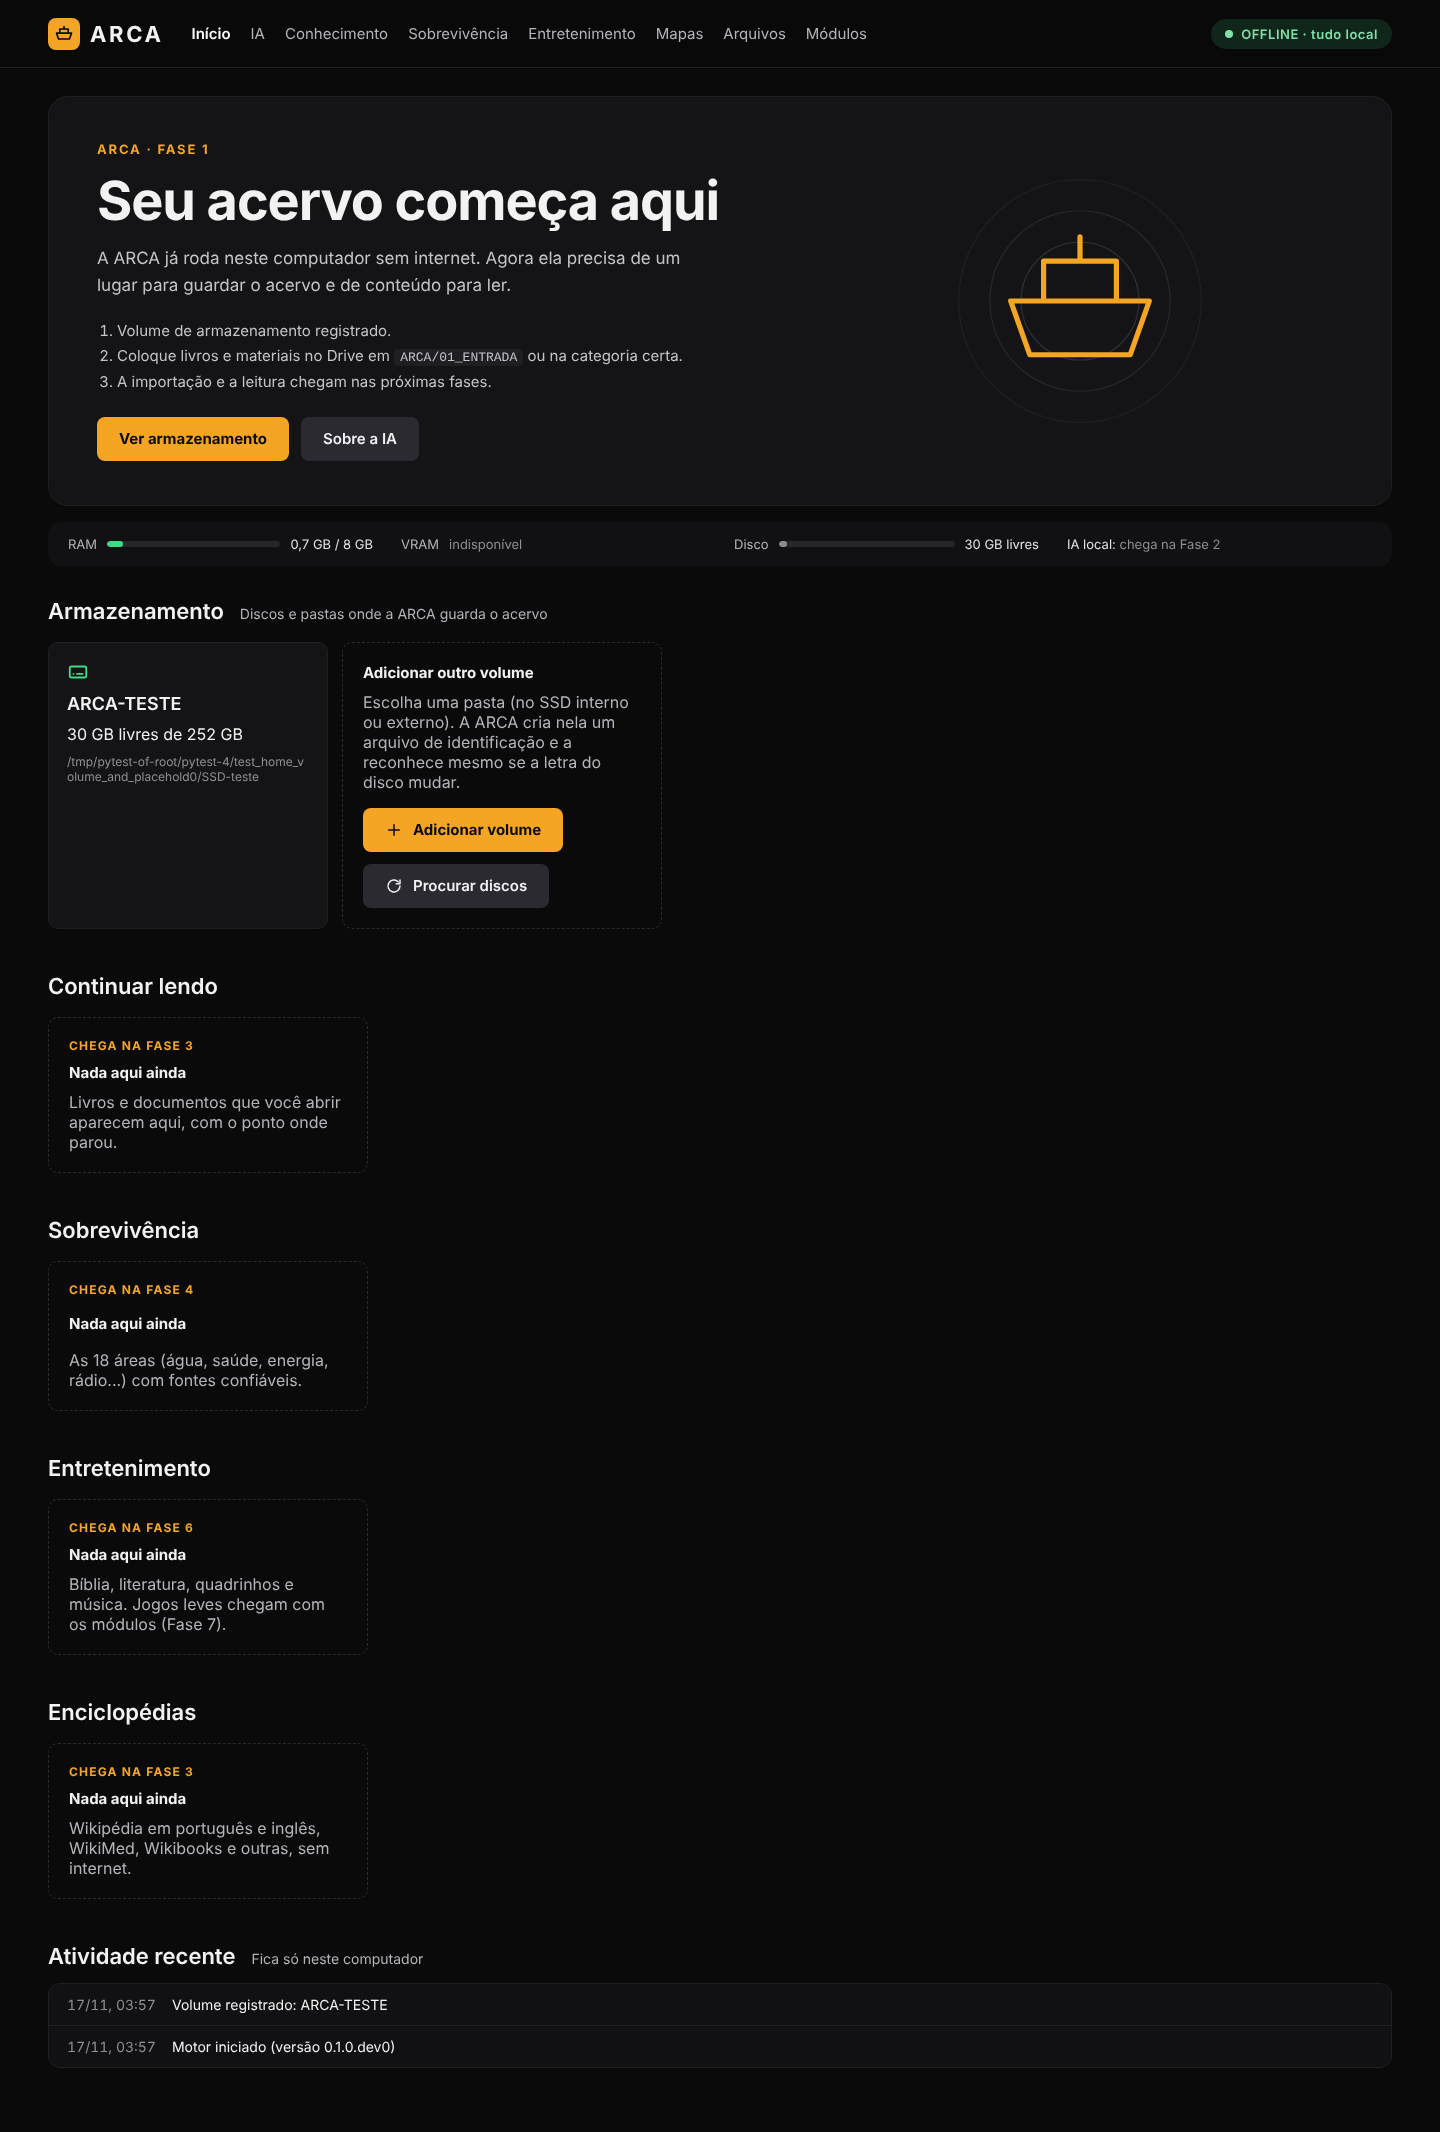 ARCA Início IA Conhecimento Sobrevivência Entretenimento Mapas Arquivos Módulos OFFLINE · tudo local
ARCA · FASE 1
Seu acervo começa aqui
A ARCA já roda neste computador sem internet. Agora ela precisa de um
lugar para guardar o acervo e de conteúdo para ler.
1. Volume de armazenamento registrado.
2. Coloque livros e materiais no Drive em ARCA/01_ENTRADA ou na categoria certa.
3. A importação e a leitura chegam nas próximas fases.
Ver armazenamento Sobre a IA
RAM 0,7 GB / 8 GB VRAM indisponível Disco 30 GB livres IA local: chega na Fase 2
Armazenamento Discos e pastas onde a ARCA guarda o acervo
ARCA-TESTE
30 GB livres de 252 GB
/tmp/pytest-of-root/pytest-4/test_home_v
olume_and_placehold0/SSD-teste
Adicionar outro volume
Escolha uma pasta (no SSD interno
ou externo). A ARCA cria nela um
arquivo de identificação e a
reconhece mesmo se a letra do
disco mudar.
Adicionar volume
Procurar discos
Continuar lendo
CHEGA NA FASE 3
Nada aqui ainda
Livros e documentos que você abrir
aparecem aqui, com o ponto onde
parou.
Sobrevivência
CHEGA NA FASE 4
Nada aqui ainda
As 18 áreas (água, saúde, energia,
rádio...) com fontes confiáveis.
Entretenimento
CHEGA NA FASE 6
Nada aqui ainda
Bíblia, literatura, quadrinhos e
música. Jogos leves chegam com
os módulos (Fase 7).
Enciclopédias
CHEGA NA FASE 3
Nada aqui ainda
Wikipédia em português e inglês,
WikiMed, Wikibooks e outras, sem
internet.
Atividade recente Fica só neste computador
17/11, 03:57 Volume registrado: ARCA-TESTE
17/11, 03:57 Motor iniciado (versão 0.1.0.dev0)